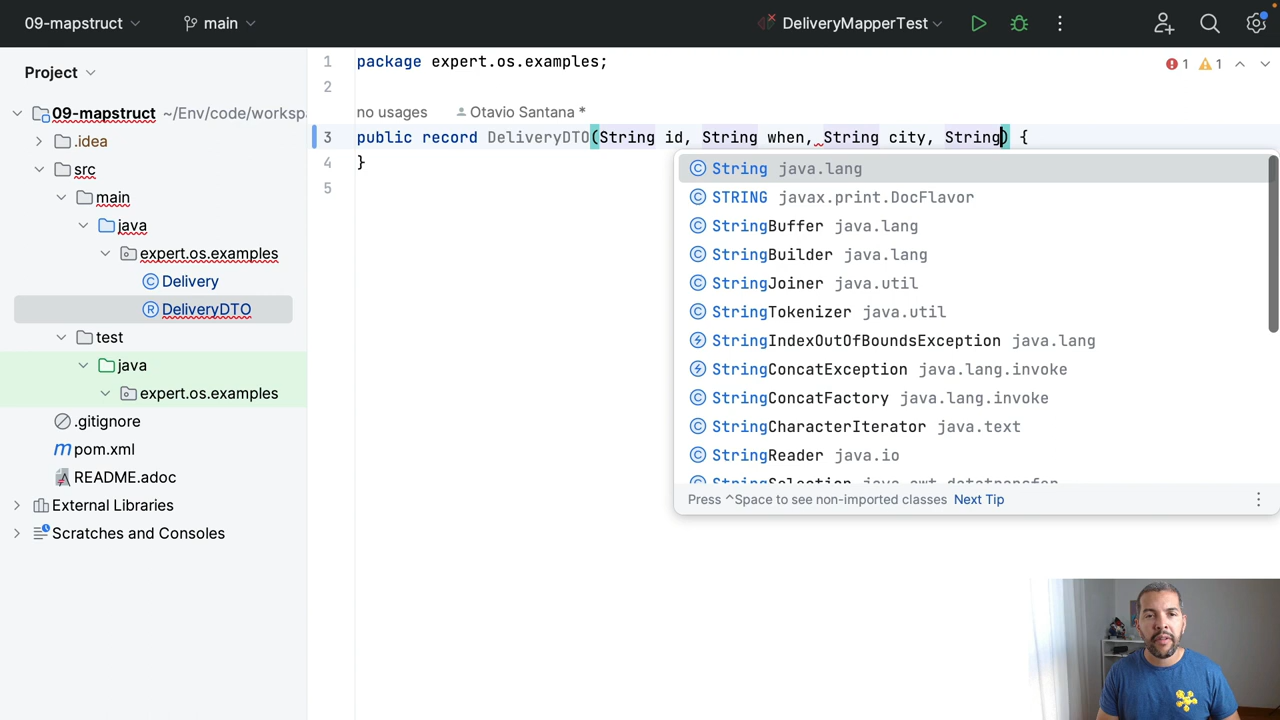 09-mapstruct
main
DeliveryMapperTest
Project
09-mapstruct ~/Env/code/worksp
.idea
src
main
java
expert.os.examples
Delivery
DeliveryDTO
test
java
expert.os.examples
.gitignore
pom.xml
README.adoc
External Libraries
Scratches and Consoles
1 package expert.os.examples;
1 1
2
no usages Otavio Santana *
3 public record DeliveryDTO(String id, String when, String city, String) {
4 }
5
String java.lang
STRING javax.print.DocFlavor
StringBuffer java.lang
StringBuilder java.lang
StringJoiner java.util
StringTokenizer java.util
StringIndexOutOfBoundsException java.lang
StringConcatException java.lang.invoke
StringConcatFactory java.lang.invoke
StringCharacterIterator java.text
StringReader java.io
StringSelection java.awt.datatransfer
Press ^Space to see non-imported classes Next Tip